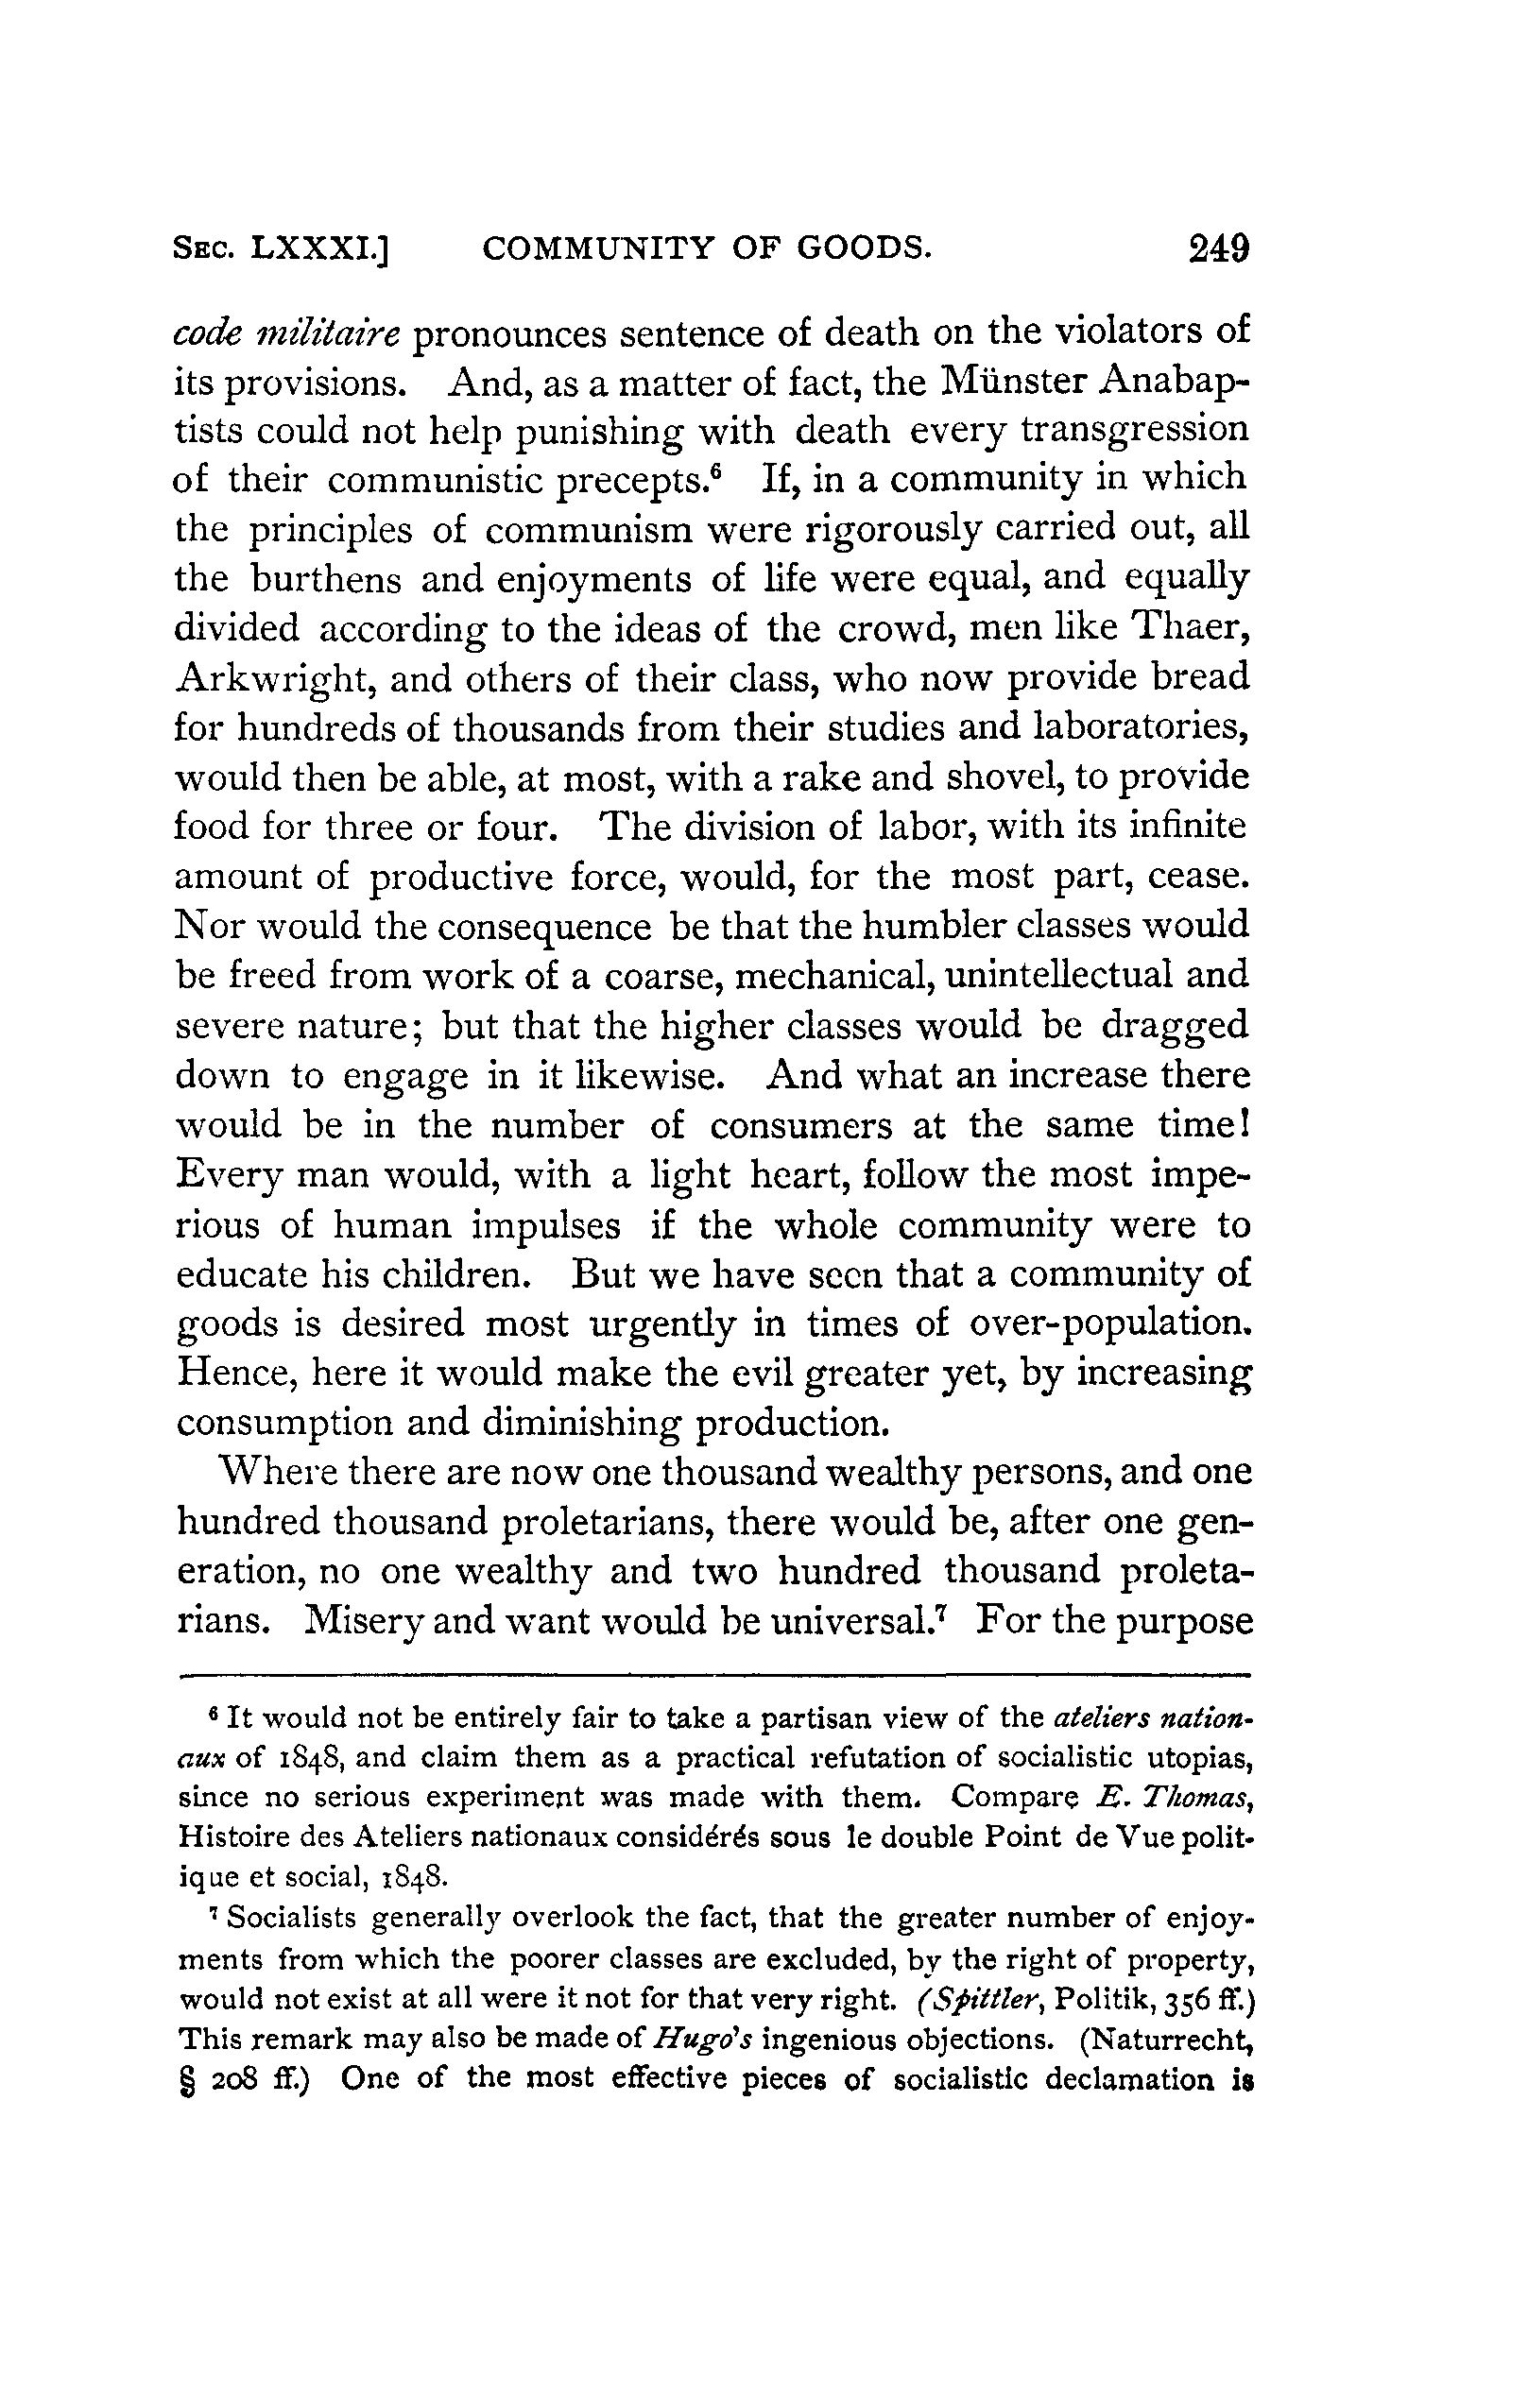 SEC. LXXXI.] COMMUNITY OF GOODS. 249
code militaire pronounces sentence of death on the violators of
its provisions. And, as a matter of fact, the Münster Anabap-
tists could not help punishing with death every transgression
of their communistic precepts.⁶ If, in a community in which
the principles of communism were rigorously carried out, all
the burthens and enjoyments of life were equal, and equally
divided according to the ideas of the crowd, men like Thaer,
Arkwright, and others of their class, who now provide bread
for hundreds of thousands from their studies and laboratories,
would then be able, at most, with a rake and shovel, to provide
food for three or four. The division of labor, with its infinite
amount of productive force, would, for the most part, cease.
Nor would the consequence be that the humbler classes would
be freed from work of a coarse, mechanical, unintellectual and
severe nature; but that the higher classes would be dragged
down to engage in it likewise. And what an increase there
would be in the number of consumers at the same time!
Every man would, with a light heart, follow the most impe-
rious of human impulses if the whole community were to
educate his children. But we have seen that a community of
goods is desired most urgently in times of over-population.
Hence, here it would make the evil greater yet, by increasing
consumption and diminishing production.
Where there are now one thousand wealthy persons, and one
hundred thousand proletarians, there would be, after one gen-
eration, no one wealthy and two hundred thousand proleta-
rians. Misery and want would be universal.⁷ For the purpose
⁶ It would not be entirely fair to take a partisan view of the ateliers nation-
aux of 1848, and claim them as a practical refutation of socialistic utopias,
since no serious experiment was made with them. Compare E. Thomas,
Histoire des Ateliers nationaux considérés sous le double Point de Vue polit-
ique et social, 1848.
⁷ Socialists generally overlook the fact, that the greater number of enjoy-
ments from which the poorer classes are excluded, by the right of property,
would not exist at all were it not for that very right. (Spittler, Politik, 356 ff.)
This remark may also be made of Hugo's ingenious objections. (Naturrecht,
§ 208 ff.) One of the most effective pieces of socialistic declamation is